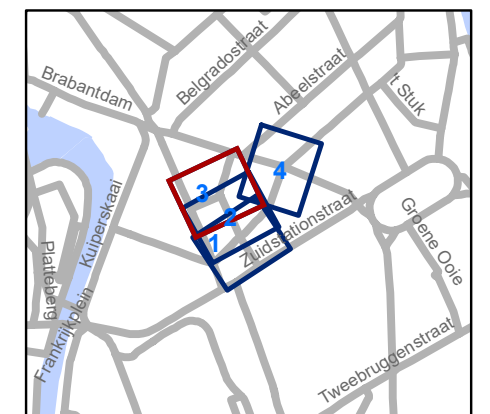 Belgradostraat
Brabantdam
Abeelstraat
't Stuk
3
4
2
1
Kuiperskaai
Zuidstationstraat
Groene Ooie
Platteberg
Frankrijkplein
Tweebruggenstraat